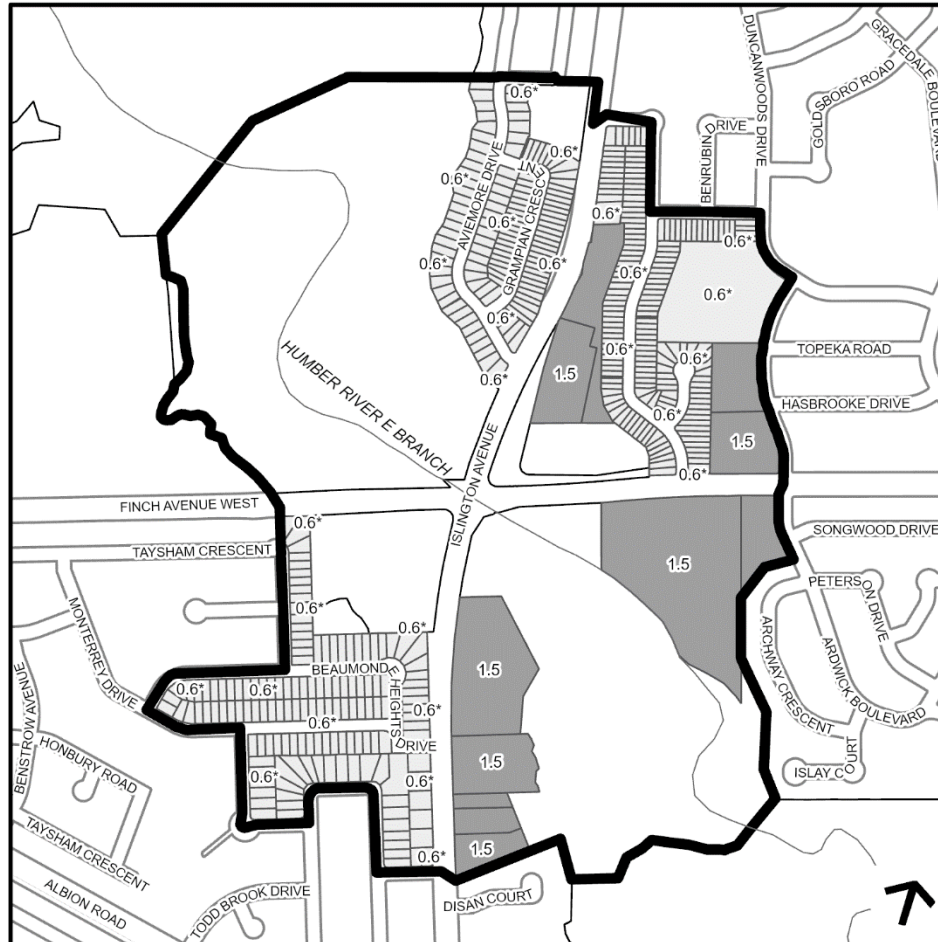 GRACEDALE BOULEVARD
DUNCANWOODS DRIVE
GOLDSBORO ROAD
BENRUBIN DRIVE
0.6*
0.6*
0.6*
AVIEMORE DRIVE
GRAMPIAN CRESCENT
0.6*
0.6*
0.6*
0.6*
0.6*
0.6*
0.6*
0.6*
0.6*
0.6*
TOPEKA ROAD
0.6*
0.6*
1.5
0.6*
HASBROOKE DRIVE
0.6*
1.5
HUMBER RIVER E BRANCH
0.6*
ISLINGTON AVENUE
FINCH AVENUE WEST
0.6*
TAYSHAM CRESCENT
SONGWOOD DRIVE
1.5
PETERSON DRIVE
MONTERREY DRIVE
0.6*
0.6*
ARCHWAY CRESCENT
ARDWICK BOULEVARD
BEAUMONDE HEIGHTS DRIVE
1.5
0.6*
0.6*
0.6*
0.6*
BENSTROW AVENUE
HONBURY ROAD
1.5
ISLAY COURT
0.6*
0.6*
TAYSHAM CRESCENT
0.6*
1.5
ALBION ROAD
TODD BROOK DRIVE
DISAN COURT